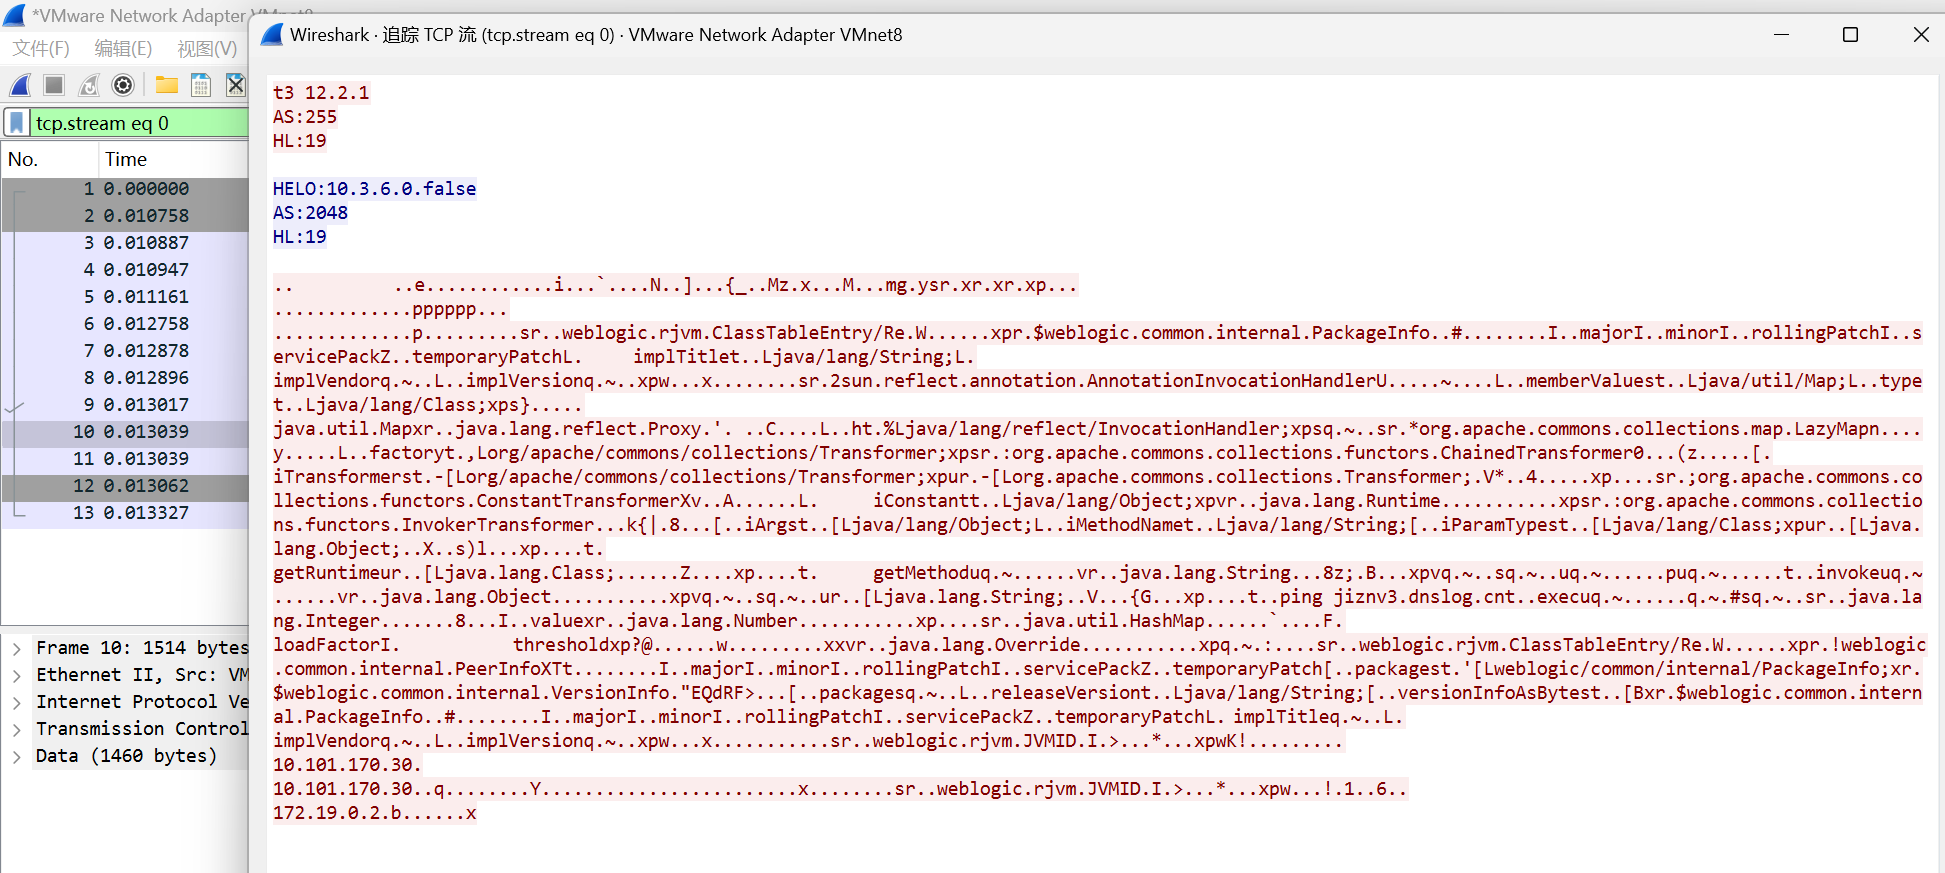 *VMware Network Adapter VMnet8
Wireshark · 追踪 TCP 流 (tcp.stream eq 0) · VMware Network Adapter VMnet8
文件(F) 编辑(E) 视图(V)
tcp.stream eq 0
No. Time
1 0.000000
2 0.010758
3 0.010887
4 0.010947
5 0.011161
6 0.012758
7 0.012878
8 0.012896
9 0.013017
10 0.013039
11 0.013039
12 0.013062
13 0.013327
Frame 10: 1514 bytes
Ethernet II, Src: VM
Internet Protocol Ve
Transmission Control
Data (1460 bytes)
t3 12.2.1
AS:255
HL:19
HELO:10.3.6.0.false
AS:2048
HL:19
..         ..e............i...`....N..]...{_..Mz.x...M...mg.ysr.xr.xr.xp...
.............pppppp...
.............p.........sr..weblogic.rjvm.ClassTableEntry/Re.W......xpr.$weblogic.common.internal.PackageInfo..#........I..majorI..minorI..rollingPatchI..s
ervicePackZ..temporaryPatchL.     implTitlet..Ljava/lang/String;L.
implVendorq.~..L..implVersionq.~..xpw...x........sr.2sun.reflect.annotation.AnnotationInvocationHandlerU.....~....L..memberValuest..Ljava/util/Map;L..type
t..Ljava/lang/Class;xps}.....
java.util.Mapxr..java.lang.reflect.Proxy.'. ..C....L..ht.%Ljava/lang/reflect/InvocationHandler;xpsq.~..sr.*org.apache.commons.collections.map.LazyMapn....
y.....L..factoryt.,Lorg/apache/commons/collections/Transformer;xpsr.:org.apache.commons.collections.functors.ChainedTransformer0...(z.....[.
iTransformerst.-[Lorg/apache/commons/collections/Transformer;xpur.-[Lorg.apache.commons.collections.Transformer;.V*..4.....xp....sr.;org.apache.commons.co
llections.functors.ConstantTransformerXv..A......L.     iConstantt..Ljava/lang/Object;xpvr..java.lang.Runtime...........xpsr.:org.apache.commons.collectio
ns.functors.InvokerTransformer...k{|.8...[..iArgst..[Ljava/lang/Object;L..iMethodNamet..Ljava/lang/String;[..iParamTypest..[Ljava/lang/Class;xpur..[Ljava.
lang.Object;..X..s)l...xp....t.
getRuntimeur..[Ljava.lang.Class;......Z....xp....t.     getMethoduq.~......vr..java.lang.String...8z;.B...xpvq.~..sq.~..uq.~......puq.~......t..invokeuq.~
......vr..java.lang.Object...........xpvq.~..sq.~..ur..[Ljava.lang.String;..V...{G...xp....t..ping jiznv3.dnslog.cnt..execuq.~......q.~.#sq.~..sr..java.la
ng.Integer.......8...I..valuexr..java.lang.Number...........xp....sr..java.util.HashMap......`....F.
loadFactorI.           thresholdxp?@......w.........xxvr..java.lang.Override...........xpq.~.:....sr..weblogic.rjvm.ClassTableEntry/Re.W......xpr.!weblogic
.common.internal.PeerInfoXTt........I..majorI..minorI..rollingPatchI..servicePackZ..temporaryPatch[..packagest.'[Lweblogic/common/internal/PackageInfo;xr.
$weblogic.common.internal.VersionInfo."EQdRF>...[..packagesq.~..L..releaseVersiont..Ljava/lang/String;[..versionInfoAsBytest..[Bxr.$weblogic.common.intern
al.PackageInfo..#........I..majorI..minorI..rollingPatchI..servicePackZ..temporaryPatchL. implTitleq.~..L.
implVendorq.~..L..implVersionq.~..xpw...x...........sr..weblogic.rjvm.JVMID.I.>...*...xpwK!.........
10.101.170.30.
10.101.170.30..q........Y........................x........sr..weblogic.rjvm.JVMID.I.>...*...xpw...!.1..6..
172.19.0.2.b......x